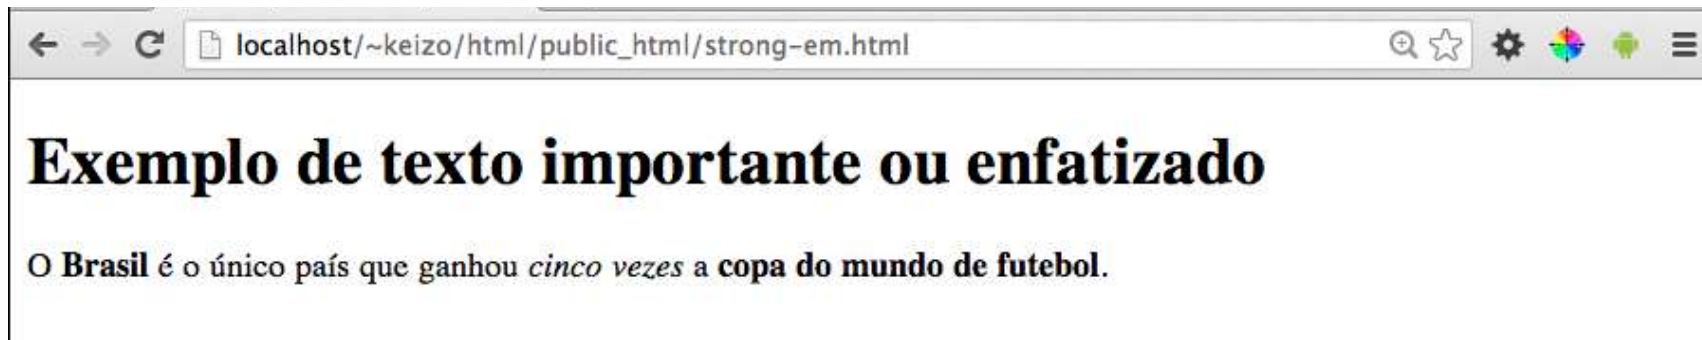 localhost/~keizo/html/public_html/strong-em.html
Exemplo de texto importante ou enfatizado
O Brasil é o único país que ganhou cinco vezes a copa do mundo de futebol.